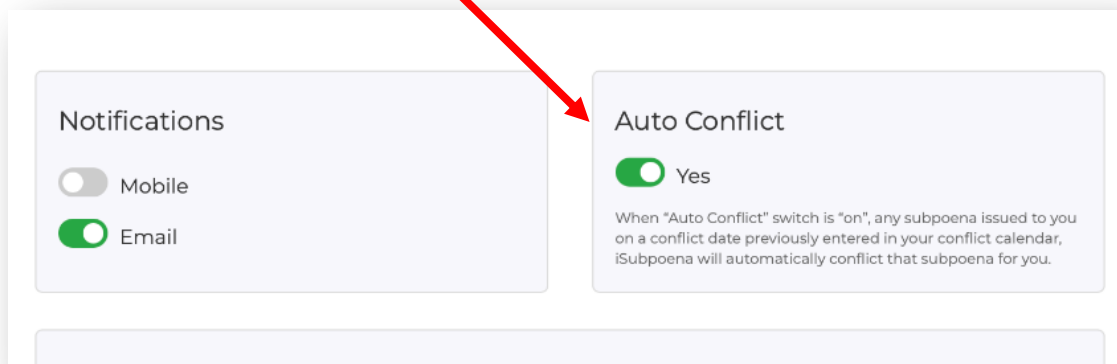 Notifications
Mobile
Email
Auto Conflict
Yes
When “Auto Conflict” switch is “on”, any subpoena issued to you
on a conflict date previously entered in your conflict calendar,
iSubpoena will automatically conflict that subpoena for you.